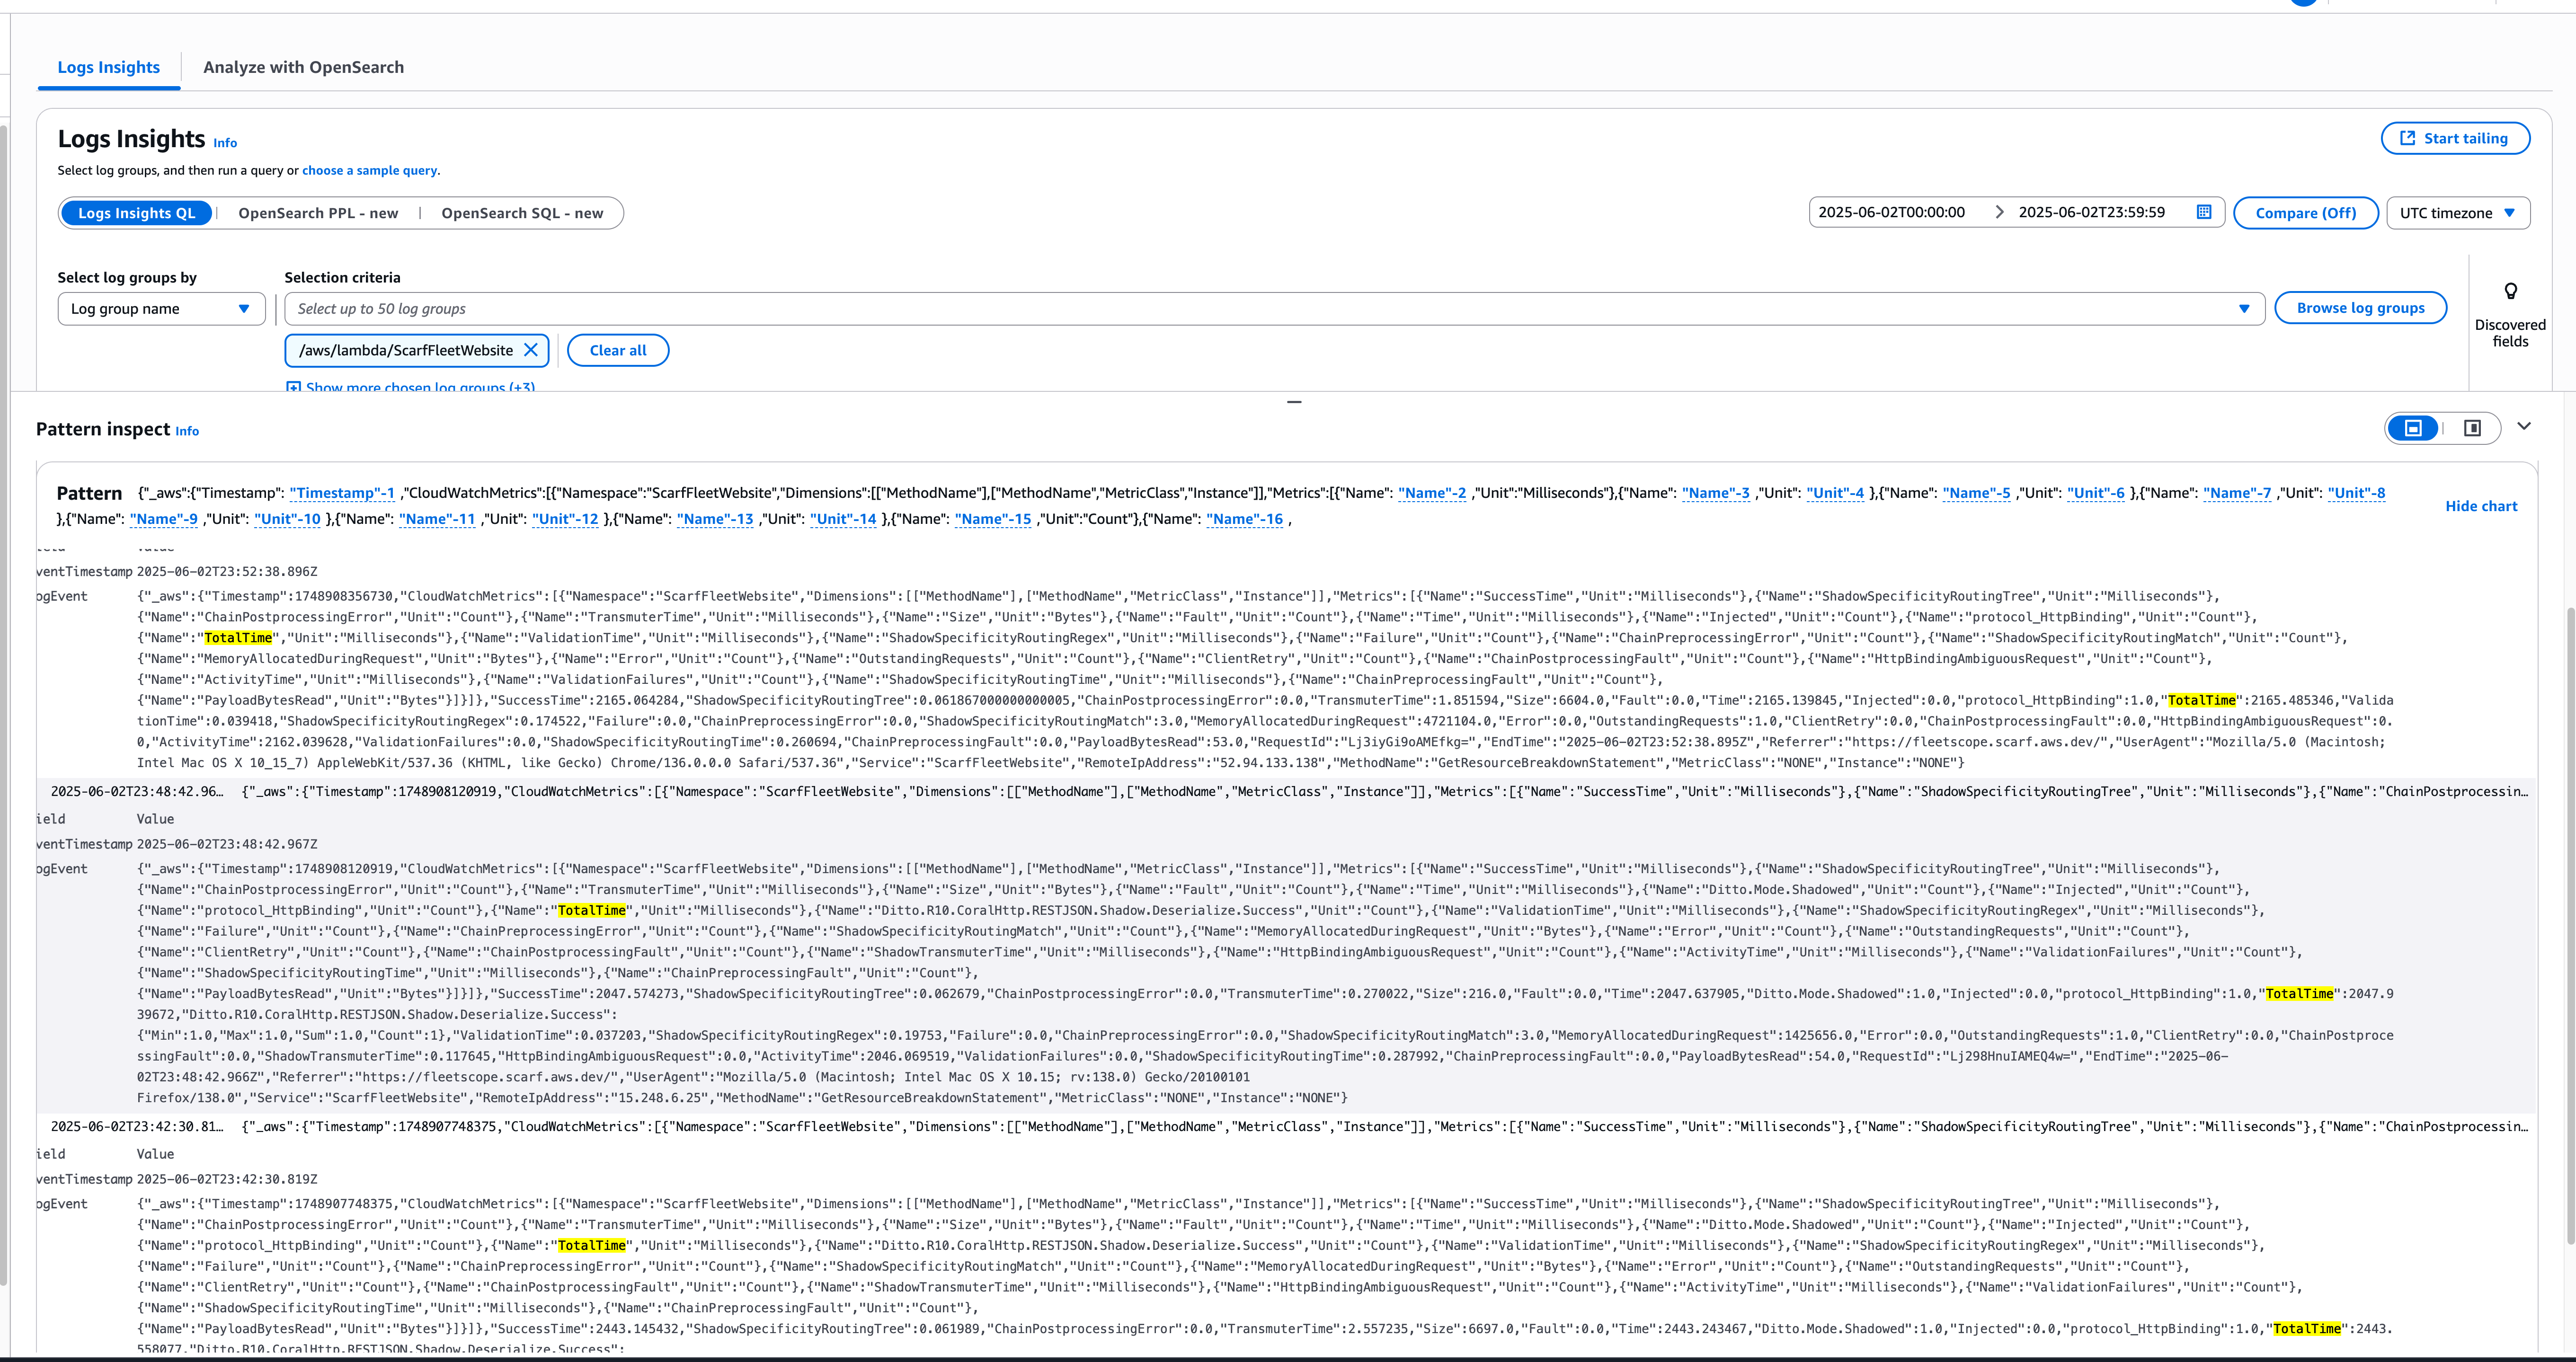 Logs Insights
Analyze with OpenSearch
Logs Insights Info
Start tailing
Select log groups, and then run a query or choose a sample query.
Logs Insights QL | OpenSearch PPL - new | OpenSearch SQL - new
2025-06-02T00:00:00 > 2025-06-02T23:59:59
Compare (Off)
UTC timezone
Select log groups by
Selection criteria
Log group name
Select up to 50 log groups
Browse log groups
Discovered
fields
/aws/lambda/ScarfFleetWebsite
Clear all
Show more chosen log groups (+3)
Pattern inspect Info
Pattern {"_aws":{"Timestamp": "Timestamp"-1 ,"CloudWatchMetrics":[{"Namespace":"ScarfFleetWebsite","Dimensions":[["MethodName"],["MethodName","MetricClass","Instance"]],"Metrics":[{"Name": "Name"-2 ,"Unit":"Milliseconds"},{"Name": "Name"-3 ,"Unit": "Unit"-4 },{"Name": "Name"-5 ,"Unit": "Unit"-6 },{"Name": "Name"-7 ,"Unit": "Unit"-8
},{"Name": "Name"-9 ,"Unit": "Unit"-10 },{"Name": "Name"-11 ,"Unit": "Unit"-12 },{"Name": "Name"-13 ,"Unit": "Unit"-14 },{"Name": "Name"-15 ,"Unit":"Count"},{"Name": "Name"-16 ,
Hide chart
ventTimestamp 2025-06-02T23:52:38.896Z
ogEvent {"_aws":{"Timestamp":1748908356730,"CloudWatchMetrics":[{"Namespace":"ScarfFleetWebsite","Dimensions":[["MethodName"],["MethodName","MetricClass","Instance"]],"Metrics":[{"Name":"SuccessTime","Unit":"Milliseconds"},{"Name":"ShadowSpecificityRoutingTree","Unit":"Milliseconds"},
{"Name":"ChainPostprocessingError","Unit":"Count"},{"Name":"TransmuterTime","Unit":"Milliseconds"},{"Name":"Size","Unit":"Bytes"},{"Name":"Fault","Unit":"Count"},{"Name":"Time","Unit":"Milliseconds"},{"Name":"Injected","Unit":"Count"},{"Name":"protocol_HttpBinding","Unit":"Count"},
{"Name":"TotalTime","Unit":"Milliseconds"},{"Name":"ValidationTime","Unit":"Milliseconds"},{"Name":"ShadowSpecificityRoutingRegex","Unit":"Milliseconds"},{"Name":"Failure","Unit":"Count"},{"Name":"ChainPreprocessingError","Unit":"Count"},{"Name":"ShadowSpecificityRoutingMatch","Unit":"Count"},
{"Name":"MemoryAllocatedDuringRequest","Unit":"Bytes"},{"Name":"Error","Unit":"Count"},{"Name":"OutstandingRequests","Unit":"Count"},{"Name":"ClientRetry","Unit":"Count"},{"Name":"ChainPostprocessingFault","Unit":"Count"},{"Name":"HttpBindingAmbiguousRequest","Unit":"Count"},
{"Name":"ActivityTime","Unit":"Milliseconds"},{"Name":"ValidationFailures","Unit":"Count"},{"Name":"ShadowSpecificityRoutingTime","Unit":"Milliseconds"},{"Name":"ChainPreprocessingFault","Unit":"Count"},
{"Name":"PayloadBytesRead","Unit":"Bytes"}]}]},"SuccessTime":2165.064284,"ShadowSpecificityRoutingTree":0.061867000000000005,"ChainPostprocessingError":0.0,"TransmuterTime":1.851594,"Size":6604.0,"Fault":0.0,"Time":2165.139845,"Injected":0.0,"protocol_HttpBinding":1.0,"TotalTime":2165.485346,"Valida
tionTime":0.039418,"ShadowSpecificityRoutingRegex":0.174522,"Failure":0.0,"ChainPreprocessingError":0.0,"ShadowSpecificityRoutingMatch":3.0,"MemoryAllocatedDuringRequest":4721104.0,"Error":0.0,"OutstandingRequests":1.0,"ClientRetry":0.0,"ChainPostprocessingFault":0.0,"HttpBindingAmbiguousRequest":0.
0,"ActivityTime":2162.039628,"ValidationFailures":0.0,"ShadowSpecificityRoutingTime":0.260694,"ChainPreprocessingFault":0.0,"PayloadBytesRead":53.0,"RequestId":"Lj3iyGi9oAMEfkg=","EndTime":"2025-06-02T23:52:38.895Z","Referrer":"https://fleetscope.scarf.aws.dev/","UserAgent":"Mozilla/5.0 (Macintosh;
Intel Mac OS X 10_15_7) AppleWebKit/537.36 (KHTML, like Gecko) Chrome/136.0.0.0 Safari/537.36","Service":"ScarfFleetWebsite","RemoteIpAddress":"52.94.133.138","MethodName":"GetResourceBreakdownStatement","MetricClass":"NONE","Instance":"NONE"}
2025-06-02T23:48:42.96… {"_aws":{"Timestamp":1748908120919,"CloudWatchMetrics":[{"Namespace":"ScarfFleetWebsite","Dimensions":[["MethodName"],["MethodName","MetricClass","Instance"]],"Metrics":[{"Name":"SuccessTime","Unit":"Milliseconds"},{"Name":"ShadowSpecificityRoutingTree","Unit":"Milliseconds"},{"Name":"ChainPostprocessin…
ield Value
ventTimestamp 2025-06-02T23:48:42.967Z
ogEvent {"_aws":{"Timestamp":1748908120919,"CloudWatchMetrics":[{"Namespace":"ScarfFleetWebsite","Dimensions":[["MethodName"],["MethodName","MetricClass","Instance"]],"Metrics":[{"Name":"SuccessTime","Unit":"Milliseconds"},{"Name":"ShadowSpecificityRoutingTree","Unit":"Milliseconds"},
{"Name":"ChainPostprocessingError","Unit":"Count"},{"Name":"TransmuterTime","Unit":"Milliseconds"},{"Name":"Size","Unit":"Bytes"},{"Name":"Fault","Unit":"Count"},{"Name":"Time","Unit":"Milliseconds"},{"Name":"Ditto.Mode.Shadowed","Unit":"Count"},{"Name":"Injected","Unit":"Count"},
{"Name":"protocol_HttpBinding","Unit":"Count"},{"Name":"TotalTime","Unit":"Milliseconds"},{"Name":"Ditto.R10.CoralHttp.RESTJSON.Shadow.Deserialize.Success","Unit":"Count"},{"Name":"ValidationTime","Unit":"Milliseconds"},{"Name":"ShadowSpecificityRoutingRegex","Unit":"Milliseconds"},
{"Name":"Failure","Unit":"Count"},{"Name":"ChainPreprocessingError","Unit":"Count"},{"Name":"ShadowSpecificityRoutingMatch","Unit":"Count"},{"Name":"MemoryAllocatedDuringRequest","Unit":"Bytes"},{"Name":"Error","Unit":"Count"},{"Name":"OutstandingRequests","Unit":"Count"},
{"Name":"ClientRetry","Unit":"Count"},{"Name":"ChainPostprocessingFault","Unit":"Count"},{"Name":"ShadowTransmuterTime","Unit":"Milliseconds"},{"Name":"HttpBindingAmbiguousRequest","Unit":"Count"},{"Name":"ActivityTime","Unit":"Milliseconds"},{"Name":"ValidationFailures","Unit":"Count"},
{"Name":"ShadowSpecificityRoutingTime","Unit":"Milliseconds"},{"Name":"ChainPreprocessingFault","Unit":"Count"},
{"Name":"PayloadBytesRead","Unit":"Bytes"}]}]},"SuccessTime":2047.574273,"ShadowSpecificityRoutingTree":0.062679,"ChainPostprocessingError":0.0,"TransmuterTime":0.270022,"Size":216.0,"Fault":0.0,"Time":2047.637905,"Ditto.Mode.Shadowed":1.0,"Injected":0.0,"protocol_HttpBinding":1.0,"TotalTime":2047.9
39672,"Ditto.R10.CoralHttp.RESTJSON.Shadow.Deserialize.Success":
{"Min":1.0,"Max":1.0,"Sum":1.0,"Count":1},"ValidationTime":0.037203,"ShadowSpecificityRoutingRegex":0.19753,"Failure":0.0,"ChainPreprocessingError":0.0,"ShadowSpecificityRoutingMatch":3.0,"MemoryAllocatedDuringRequest":1425656.0,"Error":0.0,"OutstandingRequests":1.0,"ClientRetry":0.0,"ChainPostproce
ssingFault":0.0,"ShadowTransmuterTime":0.117645,"HttpBindingAmbiguousRequest":0.0,"ActivityTime":2046.069519,"ValidationFailures":0.0,"ShadowSpecificityRoutingTime":0.287992,"ChainPreprocessingFault":0.0,"PayloadBytesRead":54.0,"RequestId":"Lj298HnuIAMEQ4w=","EndTime":"2025-06-
02T23:48:42.966Z","Referrer":"https://fleetscope.scarf.aws.dev/","UserAgent":"Mozilla/5.0 (Macintosh; Intel Mac OS X 10.15; rv:138.0) Gecko/20100101
Firefox/138.0","Service":"ScarfFleetWebsite","RemoteIpAddress":"15.248.6.25","MethodName":"GetResourceBreakdownStatement","MetricClass":"NONE","Instance":"NONE"}
2025-06-02T23:42:30.81… {"_aws":{"Timestamp":1748907748375,"CloudWatchMetrics":[{"Namespace":"ScarfFleetWebsite","Dimensions":[["MethodName"],["MethodName","MetricClass","Instance"]],"Metrics":[{"Name":"SuccessTime","Unit":"Milliseconds"},{"Name":"ShadowSpecificityRoutingTree","Unit":"Milliseconds"},{"Name":"ChainPostprocessin…
ield Value
ventTimestamp 2025-06-02T23:42:30.819Z
ogEvent {"_aws":{"Timestamp":1748907748375,"CloudWatchMetrics":[{"Namespace":"ScarfFleetWebsite","Dimensions":[["MethodName"],["MethodName","MetricClass","Instance"]],"Metrics":[{"Name":"SuccessTime","Unit":"Milliseconds"},{"Name":"ShadowSpecificityRoutingTree","Unit":"Milliseconds"},
{"Name":"ChainPostprocessingError","Unit":"Count"},{"Name":"TransmuterTime","Unit":"Milliseconds"},{"Name":"Size","Unit":"Bytes"},{"Name":"Fault","Unit":"Count"},{"Name":"Time","Unit":"Milliseconds"},{"Name":"Ditto.Mode.Shadowed","Unit":"Count"},{"Name":"Injected","Unit":"Count"},
{"Name":"protocol_HttpBinding","Unit":"Count"},{"Name":"TotalTime","Unit":"Milliseconds"},{"Name":"Ditto.R10.CoralHttp.RESTJSON.Shadow.Deserialize.Success","Unit":"Count"},{"Name":"ValidationTime","Unit":"Milliseconds"},{"Name":"ShadowSpecificityRoutingRegex","Unit":"Milliseconds"},
{"Name":"Failure","Unit":"Count"},{"Name":"ChainPreprocessingError","Unit":"Count"},{"Name":"ShadowSpecificityRoutingMatch","Unit":"Count"},{"Name":"MemoryAllocatedDuringRequest","Unit":"Bytes"},{"Name":"Error","Unit":"Count"},{"Name":"OutstandingRequests","Unit":"Count"},
{"Name":"ClientRetry","Unit":"Count"},{"Name":"ChainPostprocessingFault","Unit":"Count"},{"Name":"ShadowTransmuterTime","Unit":"Milliseconds"},{"Name":"HttpBindingAmbiguousRequest","Unit":"Count"},{"Name":"ActivityTime","Unit":"Milliseconds"},{"Name":"ValidationFailures","Unit":"Count"},
{"Name":"ShadowSpecificityRoutingTime","Unit":"Milliseconds"},{"Name":"ChainPreprocessingFault","Unit":"Count"},
{"Name":"PayloadBytesRead","Unit":"Bytes"}]}]},"SuccessTime":2443.145432,"ShadowSpecificityRoutingTree":0.061989,"ChainPostprocessingError":0.0,"TransmuterTime":2.557235,"Size":6697.0,"Fault":0.0,"Time":2443.243467,"Ditto.Mode.Shadowed":1.0,"Injected":0.0,"protocol_HttpBinding":1.0,"TotalTime":2443.
558077,"Ditto.R10.CoralHttp.RESTJSON.Shadow.Deserialize.Success":